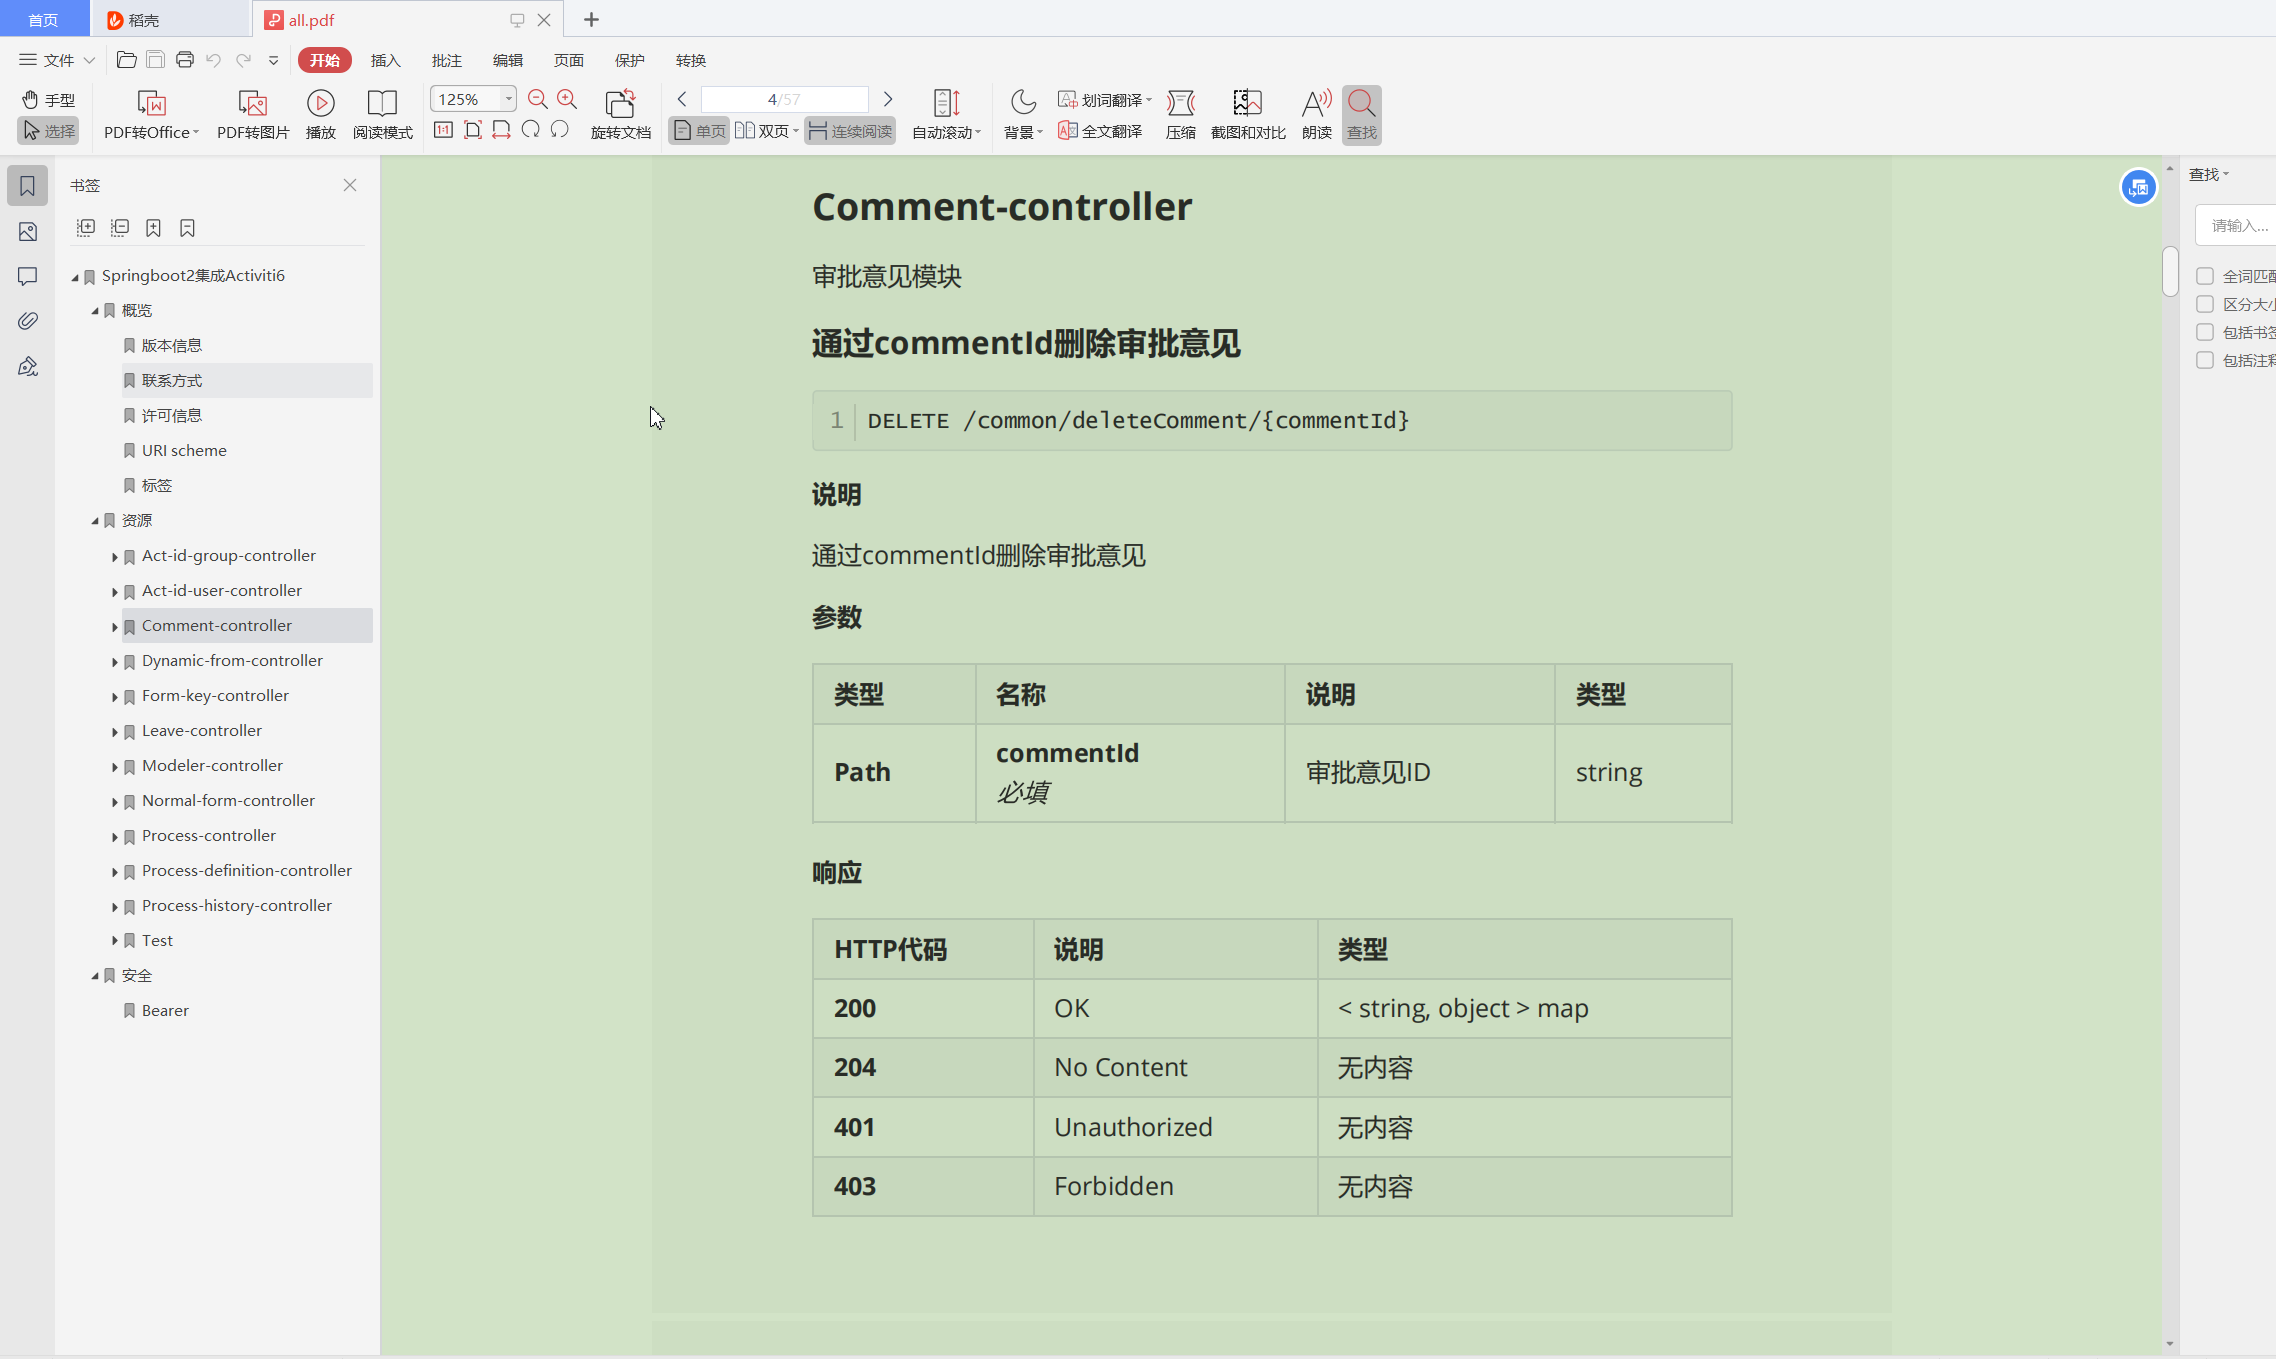 首页
稻壳
all.pdf
文件
开始
插入
批注
编辑
页面
保护
转换
手型
选择
PDF转Office
PDF转图片
播放
阅读模式
125%
1:1
旋转文档
4/57
单页
双页
连续阅读
自动滚动
背景
划词翻译
全文翻译
压缩
截图和对比
朗读
查找
书签
Springboot2集成Activiti6
概览
版本信息
联系方式
许可信息
URI scheme
标签
资源
Act-id-group-controller
Act-id-user-controller
Comment-controller
Dynamic-from-controller
Form-key-controller
Leave-controller
Modeler-controller
Normal-form-controller
Process-controller
Process-definition-controller
Process-history-controller
Test
安全
Bearer
Comment-controller
审批意见模块
通过commentId删除审批意见
1 DELETE /common/deleteComment/{commentId}
说明
通过commentId删除审批意见
参数
类型 名称 说明 类型
Path commentId 必填 审批意见ID string
响应
HTTP代码 说明 类型
200 OK < string, object > map
204 No Content 无内容
401 Unauthorized 无内容
403 Forbidden 无内容
查找
请输入...
全词匹配
区分大小
包括书签
包括注释